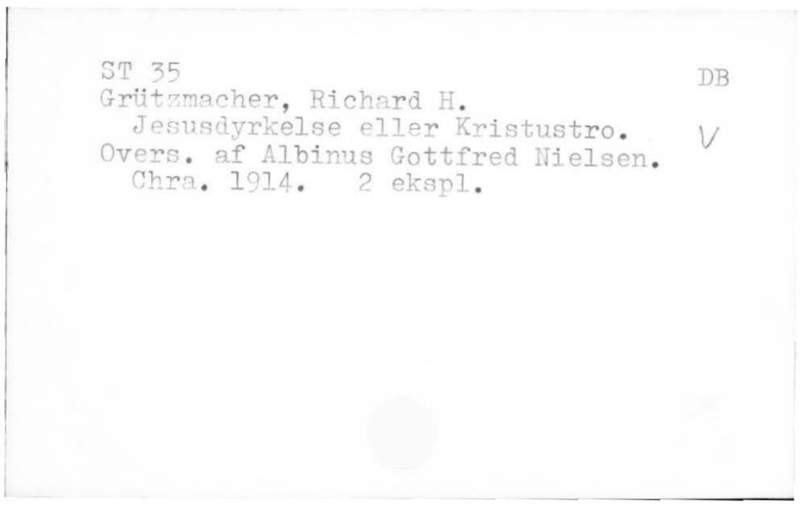 ST 35 DB
Grützmacher, Richard H.
Jesusdyrkelse eller Kristustro. V
Overs. af Albinus Gottfred Nielsen.
Chra. 1914. 2 ekspl.